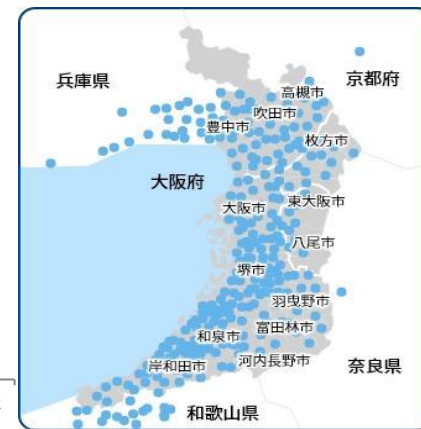 高槻市
京都府
兵庫県
吹田市
豊中市
枚方市
大阪府
東大阪市
大阪市
八尾市
堺市
羽曳野市
富田林市
和泉市
河内長野市
岸和田市
奈良県
和歌山県